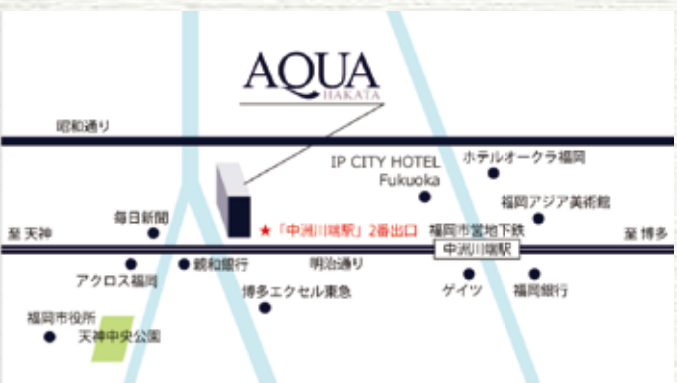 AQUA
HAKATA
昭和通り
IP CITY HOTEL
Fukuoka
ホテルオークラ福岡
福岡アジア美術館
毎日新聞
至 天神
★「中洲川端駅」2番出口
福岡市営地下鉄
中洲川端駅
至 博多
アクロス福岡
親和銀行
明治通り
博多エクセル東急
ゲイツ
福岡銀行
福岡市役所
天神中央公園